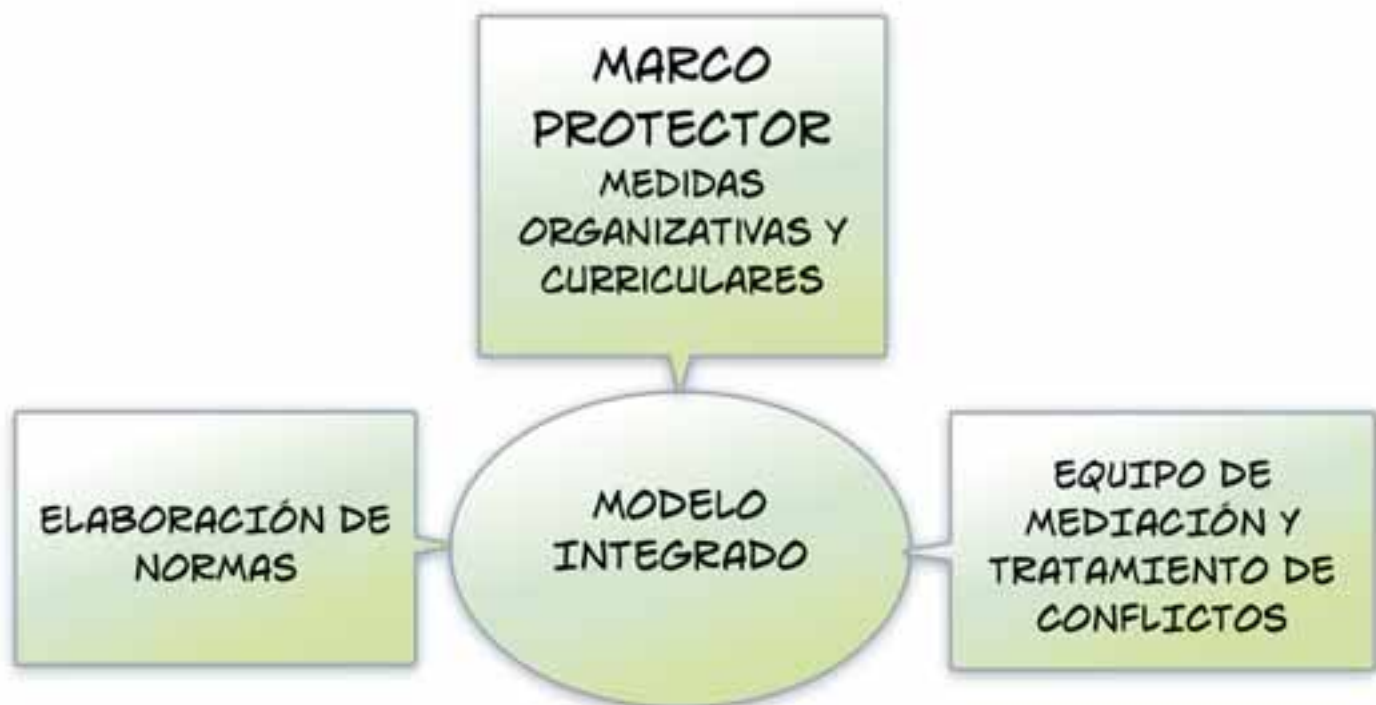 MARCO
PROTECTOR
MEDIDAS
ORGANIZATIVAS Y
CURRICULARES
ELABORACIÓN DE
NORMAS
MODELO
INTEGRADO
EQUIPO DE
MEDIACIÓN Y
TRATAMIENTO DE
CONFLICTOS